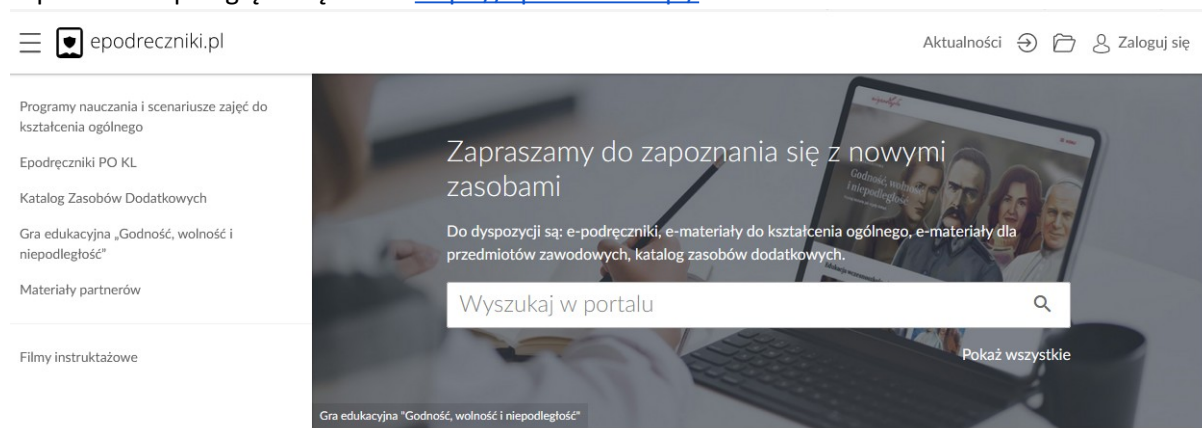 epodreczniki.pl
Aktualności
Zaloguj się
Programy nauczania i scenariusze zajęć do
kształcenia ogólnego
Epodręczniki PO KL
Katalog Zasobów Dodatkowych
Gra edukacyjna „Godność, wolność i
niepodległość”
Materiały partnerów
Filmy instruktażowe
Zapraszamy do zapoznania się z nowymi
zasobami
Do dyspozycji są: e-podręczniki, e-materiały do kształcenia ogólnego, e-materiały dla
przedmiotów zawodowych, katalog zasobów dodatkowych.
Wyszukaj w portalu
Pokaż wszystkie
Gra edukacyjna "Godność, wolność i niepodległość"
Godność, wolność
i niepodległość